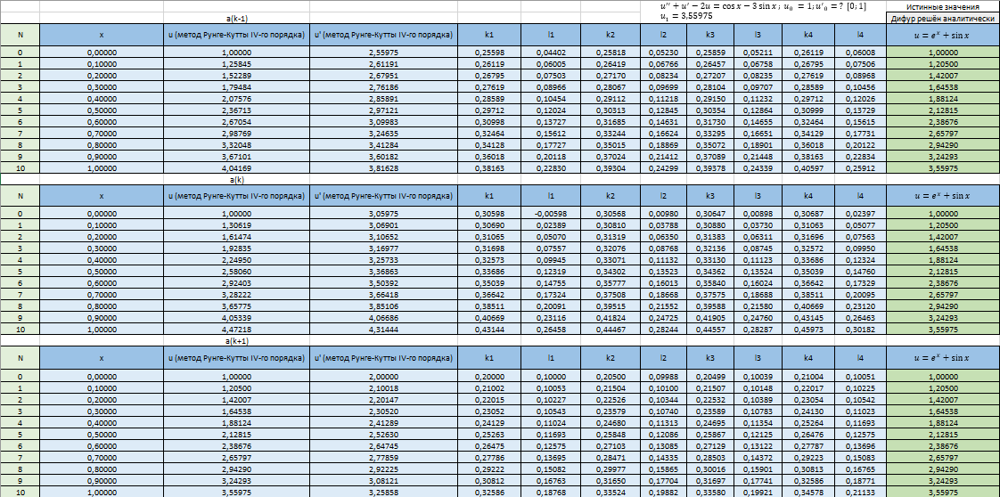 u'' + u' − 2u = cos x − 3 sin x ; u₀ = 1; u'₀ = ? [0; 1] Истинные значения
a(k-1) u₁ = 3,55975 Дифур решён аналитически
N x u (метод Рунге-Кутты IV-го порядка) u' (метод Рунге-Кутты IV-го порядка) k1 l1 k2 l2 k3 l3 k4 l4 u = eˣ + sin x
0 0,00000 1,00000 2,55975 0,25598 0,04402 0,25818 0,05230 0,25859 0,05211 0,26119 0,06008 1,00000
1 0,10000 1,25845 2,61191 0,26119 0,06005 0,26419 0,06766 0,26457 0,06758 0,26795 0,07506 1,20500
2 0,20000 1,52289 2,67951 0,26795 0,07503 0,27170 0,08234 0,27207 0,08235 0,27619 0,08968 1,42007
3 0,30000 1,79484 2,76186 0,27619 0,08966 0,28067 0,09699 0,28104 0,09707 0,28589 0,10456 1,64538
4 0,40000 2,07576 2,85891 0,28589 0,10454 0,29112 0,11218 0,29150 0,11232 0,29712 0,12026 1,88124
5 0,50000 2,36713 2,97121 0,29712 0,12024 0,30313 0,12845 0,30354 0,12864 0,30999 0,13729 2,12815
6 0,60000 2,67054 3,09983 0,30998 0,13727 0,31685 0,14631 0,31730 0,14655 0,32464 0,15615 2,38676
7 0,70000 2,98769 3,24635 0,32464 0,15612 0,33244 0,16624 0,33295 0,16651 0,34129 0,17731 2,65797
8 0,80000 3,32048 3,41284 0,34128 0,17727 0,35015 0,18869 0,35072 0,18901 0,36018 0,20122 2,94290
9 0,90000 3,67101 3,60182 0,36018 0,20118 0,37024 0,21412 0,37089 0,21448 0,38163 0,22834 3,24293
10 1,00000 4,04169 3,81628 0,38163 0,22830 0,39304 0,24299 0,39378 0,24339 0,40597 0,25912 3,55975
a(k)
N x u (метод Рунге-Кутты IV-го порядка) u' (метод Рунге-Кутты IV-го порядка) k1 l1 k2 l2 k3 l3 k4 l4 u = eˣ + sin x
0 0,00000 1,00000 3,05975 0,30598 -0,00598 0,30568 0,00980 0,30647 0,00898 0,30687 0,02397 1,00000
1 0,10000 1,30619 3,06901 0,30690 0,02389 0,30810 0,03788 0,30880 0,03730 0,31063 0,05077 1,20500
2 0,20000 1,61474 3,10652 0,31065 0,05070 0,31319 0,06350 0,31383 0,06311 0,31696 0,07563 1,42007
3 0,30000 1,92835 3,16977 0,31698 0,07557 0,32076 0,08768 0,32136 0,08745 0,32572 0,09950 1,64538
4 0,40000 2,24950 3,25733 0,32573 0,09945 0,33071 0,11132 0,33130 0,11123 0,33686 0,12324 1,88124
5 0,50000 2,58060 3,36863 0,33686 0,12319 0,34302 0,13523 0,34362 0,13524 0,35039 0,14760 2,12815
6 0,60000 2,92403 3,50392 0,35039 0,14755 0,35777 0,16013 0,35840 0,16024 0,36642 0,17329 2,38676
7 0,70000 3,28222 3,66418 0,36642 0,17324 0,37508 0,18668 0,37575 0,18688 0,38511 0,20095 2,65797
8 0,80000 3,65775 3,85106 0,38511 0,20091 0,39515 0,21552 0,39588 0,21580 0,40669 0,23120 2,94290
9 0,90000 4,05339 4,06686 0,40669 0,23116 0,41824 0,24725 0,41905 0,24760 0,43145 0,26463 3,24293
10 1,00000 4,47218 4,31444 0,43144 0,26458 0,44467 0,28244 0,44557 0,28287 0,45973 0,30182 3,55975
a(k+1)
N x u (метод Рунге-Кутты IV-го порядка) u' (метод Рунге-Кутты IV-го порядка) k1 l1 k2 l2 k3 l3 k4 l4 u = eˣ + sin x
0 0,00000 1,00000 2,00000 0,20000 0,10000 0,20500 0,09988 0,20499 0,10039 0,21004 0,10051 1,00000
1 0,10000 1,20500 2,10018 0,21002 0,10053 0,21504 0,10100 0,21507 0,10148 0,22017 0,10225 1,20500
2 0,20000 1,42007 2,20147 0,22015 0,10227 0,22526 0,10344 0,22532 0,10389 0,23054 0,10542 1,42007
3 0,30000 1,64538 2,30520 0,23052 0,10543 0,23579 0,10740 0,23589 0,10783 0,24130 0,11023 1,64538
4 0,40000 1,88124 2,41289 0,24129 0,11024 0,24680 0,11313 0,24695 0,11354 0,25264 0,11693 1,88124
5 0,50000 2,12815 2,52630 0,25263 0,11693 0,25848 0,12086 0,25867 0,12125 0,26476 0,12575 2,12815
6 0,60000 2,38676 2,64745 0,26475 0,12575 0,27103 0,13085 0,27129 0,13122 0,27787 0,13696 2,38676
7 0,70000 2,65797 2,77859 0,27786 0,13695 0,28471 0,14335 0,28503 0,14372 0,29223 0,15083 2,65797
8 0,80000 2,94290 2,92225 0,29222 0,15082 0,29977 0,15865 0,30016 0,15901 0,30813 0,16765 2,94290
9 0,90000 3,24293 3,08121 0,30812 0,16763 0,31650 0,17704 0,31697 0,17741 0,32586 0,18771 3,24293
10 1,00000 3,55975 3,25858 0,32586 0,18768 0,33524 0,19882 0,33580 0,19921 0,34578 0,21133 3,55975